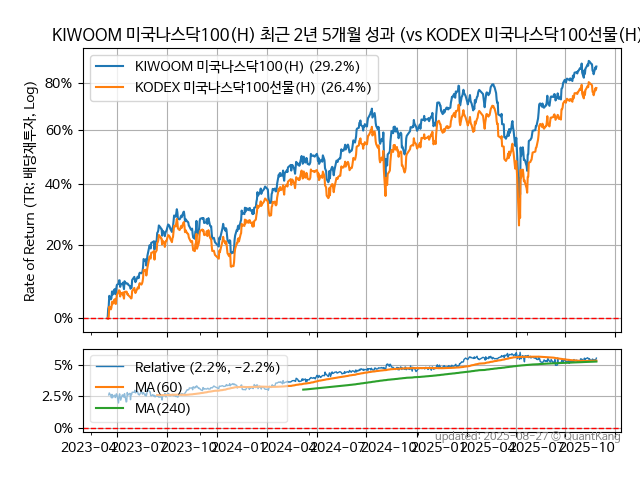 KIWOOM 미국나스닥100(H) 최근 2년 5개월 성과 (vs KODEX 미국나스닥100선물(H)
Rate of Return (TR: 배당재투자, Log)
KIWOOM 미국나스닥100(H) (29.2%)
KODEX 미국나스닥100선물(H) (26.4%)
80%
60%
40%
20%
0%
Relative (2.2%, −2.2%)
MA(60)
MA(240)
5%
2.5%
0%
2023-04 2023-07 2023-10 2024-01 2024-04 2024-07 2024-10 2025-01 2025-04 2025-07 2025-10
updated: 2025-08-27 © QuantKang